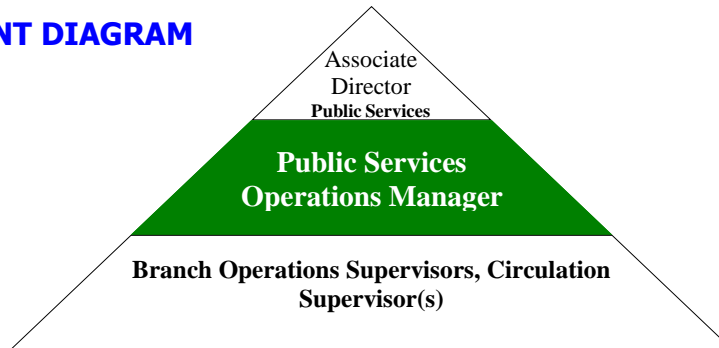 NT DIAGRAM
Associate
Director
Public Services
Public Services
Operations Manager
Branch Operations Supervisors, Circulation
Supervisor(s)